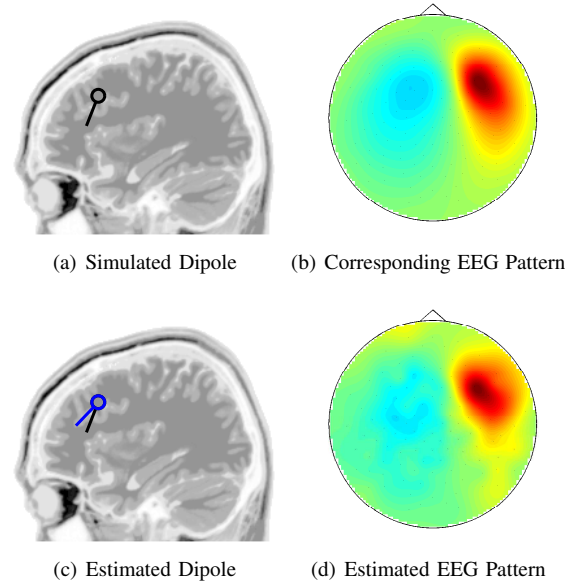 (a) Simulated Dipole
(b) Corresponding EEG Pattern
(c) Estimated Dipole
(d) Estimated EEG Pattern